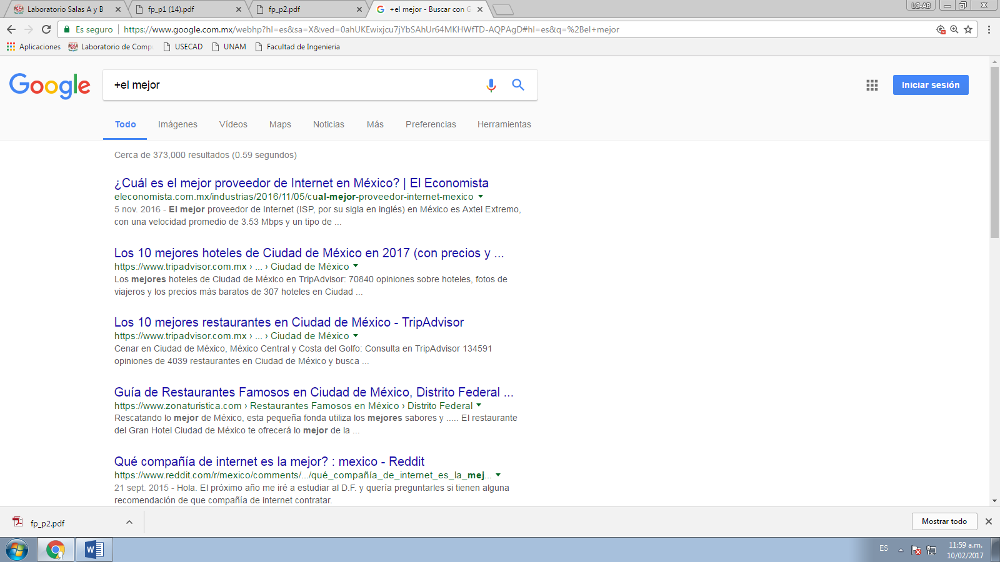 Laboratorio Salas A y B
fp_p1 (14).pdf
fp_p2.pdf
+el mejor - Buscar con G
LC-AB
Es seguro
https://www.google.com.mx/webhp?hl=es&sa=X&ved=0ahUKEwixjcu7jYbSAhUr64MKHWfTD-AQPAgD#hl=es&q=%2Bel+mejor
Aplicaciones
Laboratorio de Compu
USECAD
UNAM
Facultad de Ingenieria
Google
+el mejor
Iniciar sesión
Todo Imágenes Vídeos Maps Noticias Más Preferencias Herramientas
Cerca de 373,000 resultados (0.59 segundos)
¿Cuál es el mejor proveedor de Internet en México? | El Economista
eleconomista.com.mx/industrias/2016/11/05/cual-mejor-proveedor-internet-mexico
5 nov. 2016 - El mejor proveedor de Internet (ISP, por su sigla en inglés) en México es Axtel Extremo,
con una velocidad promedio de 3.53 Mbps y un tipo de ...
Los 10 mejores hoteles de Ciudad de México en 2017 (con precios y ...
https://www.tripadvisor.com.mx › ... › Ciudad de México
Los mejores hoteles de Ciudad de México en TripAdvisor: 70840 opiniones sobre hoteles, fotos de
viajeros y los precios más baratos de 307 hoteles en Ciudad ...
Los 10 mejores restaurantes en Ciudad de México - TripAdvisor
https://www.tripadvisor.com.mx › ... › Ciudad de México
Cenar en Ciudad de México, México Central y Costa del Golfo: Consulta en TripAdvisor 134591
opiniones de 4039 restaurantes en Ciudad de México y busca ...
Guía de Restaurantes Famosos en Ciudad de México, Distrito Federal ...
https://www.zonaturistica.com › Restaurantes Famosos en México › Distrito Federal
Rescatando lo mejor de México, esta pequeña fonda utiliza los mejores sabores y ..... El restaurante
del Gran Hotel Ciudad de México te ofrecerá lo mejor de la ...
Qué compañía de internet es la mejor? : mexico - Reddit
https://www.reddit.com/r/mexico/comments/.../qué_compañía_de_internet_es_la_mej...
21 sept. 2015 - Hola. El próximo año me iré a estudiar al D.F. y quería preguntarles si tienen alguna
recomendación de que compañía de internet contratar.
fp_p2.pdf
Mostrar todo
ES
11:59 a.m.
10/02/2017